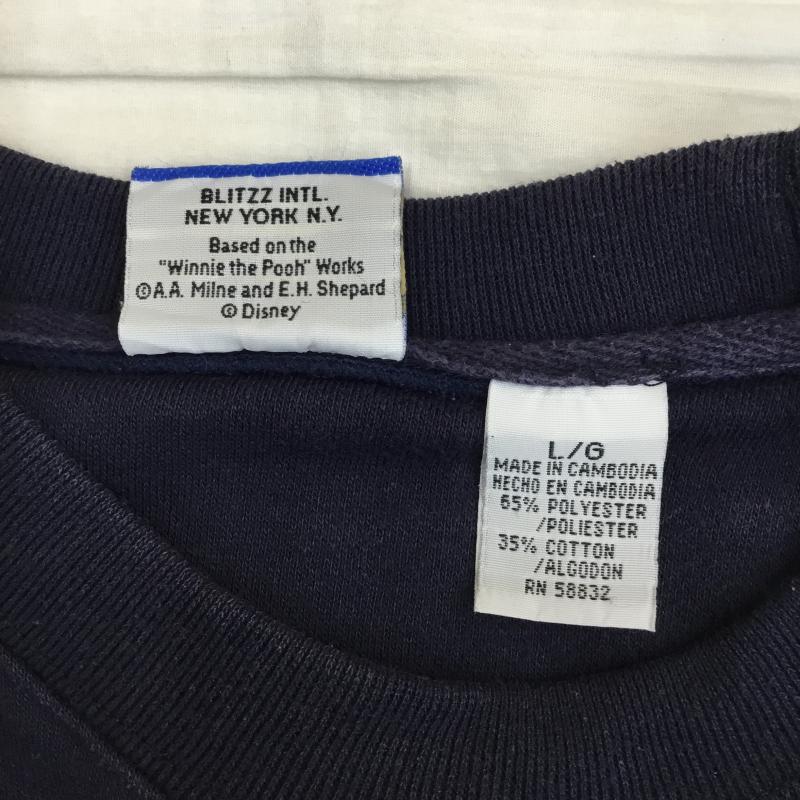 BLITZZ INTL.
NEW YORK N.Y.
Based on the
"Winnie the Pooh" Works
©A.A. Milne and E.H. Shepard
© Disney
L/G
MADE IN CAMBODIA
HECHO EN CAMBODIA
65% POLYESTER
/POLIESTER
35% COTTON
/ALGODON
RN 58832